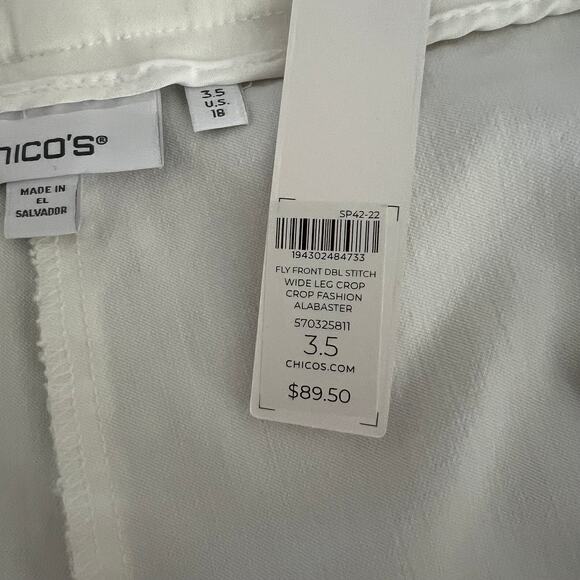 3.5
U.S.
18
HICO'S®
MADE IN
EL
SALVADOR
SP42-22
194302484733
FLY FRONT DBL STITCH
WIDE LEG CROP
CROP FASHION
ALABASTER
570325811
3.5
CHICOS.COM
$89.50